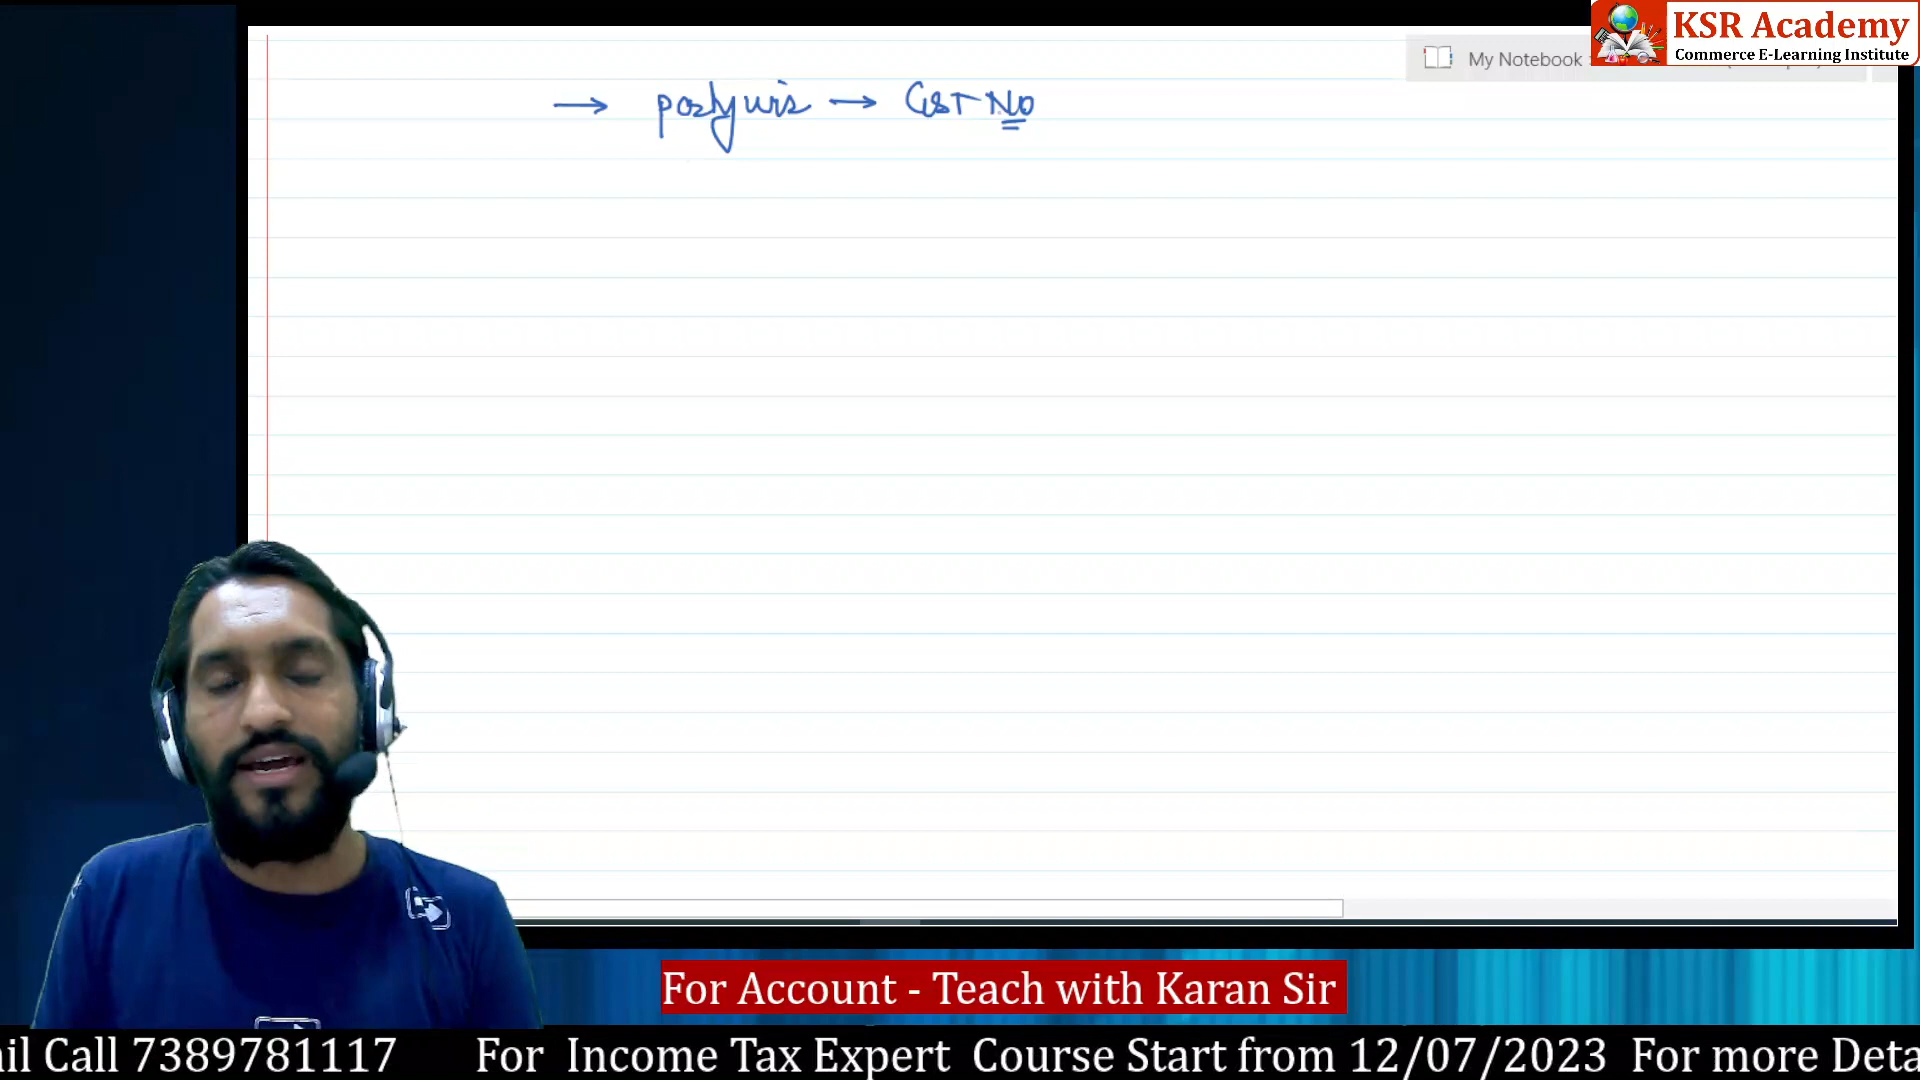 KSR Academy
Commerce E-Learning Institute
My Notebook
→ partywis → GST No
For Account - Teach with Karan Sir
il Call 7389781117 For Income Tax Expert Course Start from 12/07/2023 For more Deta